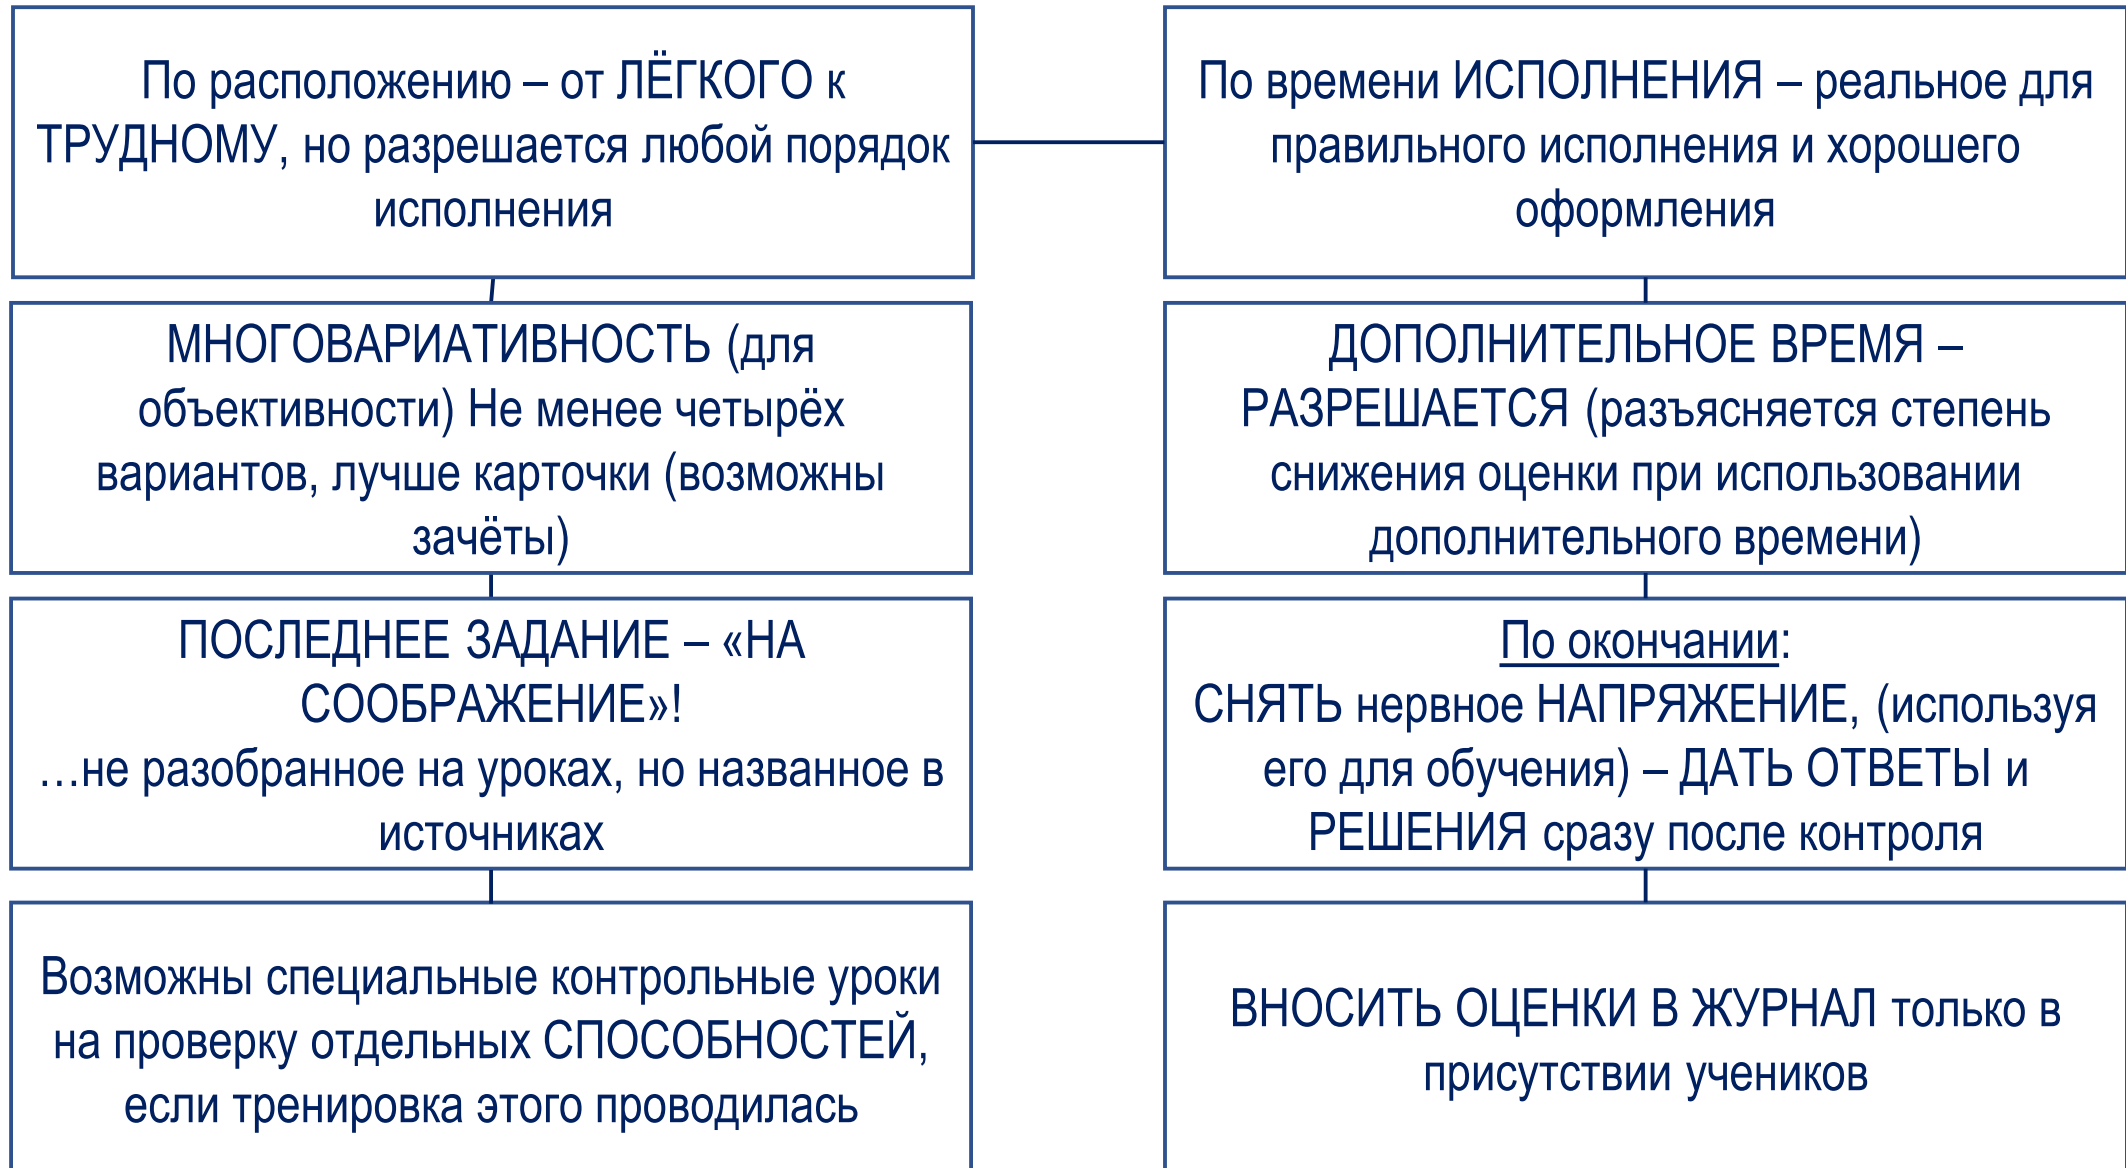 По расположению – от ЛЁГКОГО к
ТРУДНОМУ, но разрешается любой порядок
исполнения
По времени ИСПОЛНЕНИЯ – реальное для
правильного исполнения и хорошего
оформления
МНОГОВАРИАТИВНОСТЬ (для
объективности) Не менее четырёх
вариантов, лучше карточки (возможны
зачёты)
ДОПОЛНИТЕЛЬНОЕ ВРЕМЯ –
РАЗРЕШАЕТСЯ (разъясняется степень
снижения оценки при использовании
дополнительного времени)
ПОСЛЕДНЕЕ ЗАДАНИЕ – «НА
СООБРАЖЕНИЕ»!
…не разобранное на уроках, но названное в
источниках
По окончании:
СНЯТЬ нервное НАПРЯЖЕНИЕ, (используя
его для обучения) – ДАТЬ ОТВЕТЫ и
РЕШЕНИЯ сразу после контроля
Возможны специальные контрольные уроки
на проверку отдельных СПОСОБНОСТЕЙ,
если тренировка этого проводилась
ВНОСИТЬ ОЦЕНКИ В ЖУРНАЛ только в
присутствии учеников